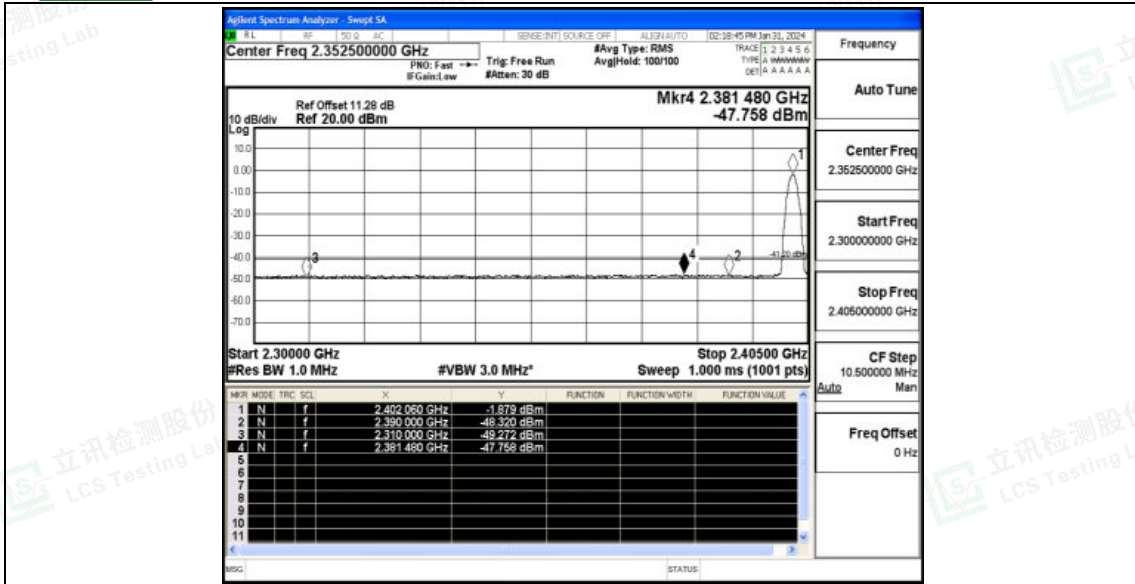 Agilent Spectrum Analyzer - Swept SA
RL RF 50 Ω AC SENSE:INT SOURCE OFF ALIGNAUTO 02:18:45 PM Jan 31, 2024
Center Freq 2.352500000 GHz
PNO: Fast
IFGain:Low
Trig: Free Run
#Atten: 30 dB
#Avg Type: RMS
Avg|Hold: 100/100
TRACE 1 2 3 4 5 6
TYPE A WWWWW
DET A A A A A A
Frequency
Auto Tune
Center Freq
2.352500000 GHz
Start Freq
2.300000000 GHz
Stop Freq
2.405000000 GHz
CF Step
10.500000 MHz
Auto Man
Freq Offset
0 Hz
Mkr4 2.381 480 GHz
-47.758 dBm
Ref Offset 11.28 dB
10 dB/div Ref 20.00 dBm
Log
10.0
0.00
-10.0
-20.0
-30.0
-40.0
-50.0
-60.0
-70.0
1
3
4
2
-41.20 dBm
Start 2.30000 GHz Stop 2.40500 GHz
#Res BW 1.0 MHz #VBW 3.0 MHz* Sweep 1.000 ms (1001 pts)
MKR MODE TRC SCL X Y FUNCTION FUNCTION WIDTH FUNCTION VALUE
1 N f 2.402 060 GHz -1.879 dBm
2 N f 2.390 000 GHz -48.320 dBm
3 N f 2.310 000 GHz -49.272 dBm
4 N f 2.381 480 GHz -47.758 dBm
5
6
7
8
9
10
11
MSG STATUS
立讯检测股份
LCS Testing Lab
立讯检测股份
LCS Testing L